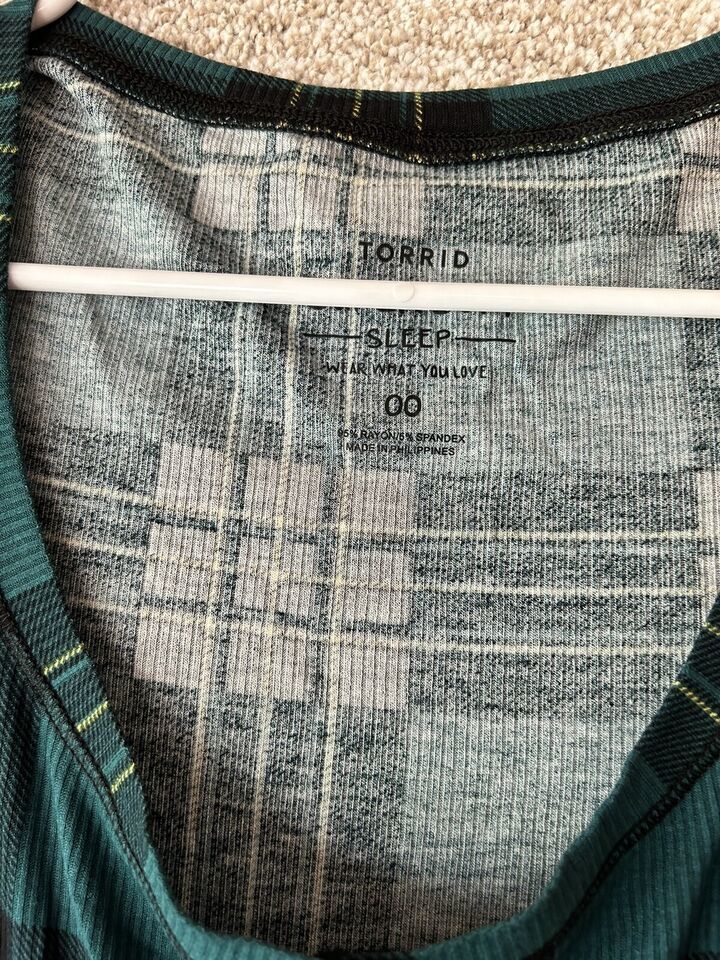 TORRID
SLEEP
WEAR WHAT YOU LOVE
00
95% RAYON/5% SPANDEX
MADE IN PHILIPPINES